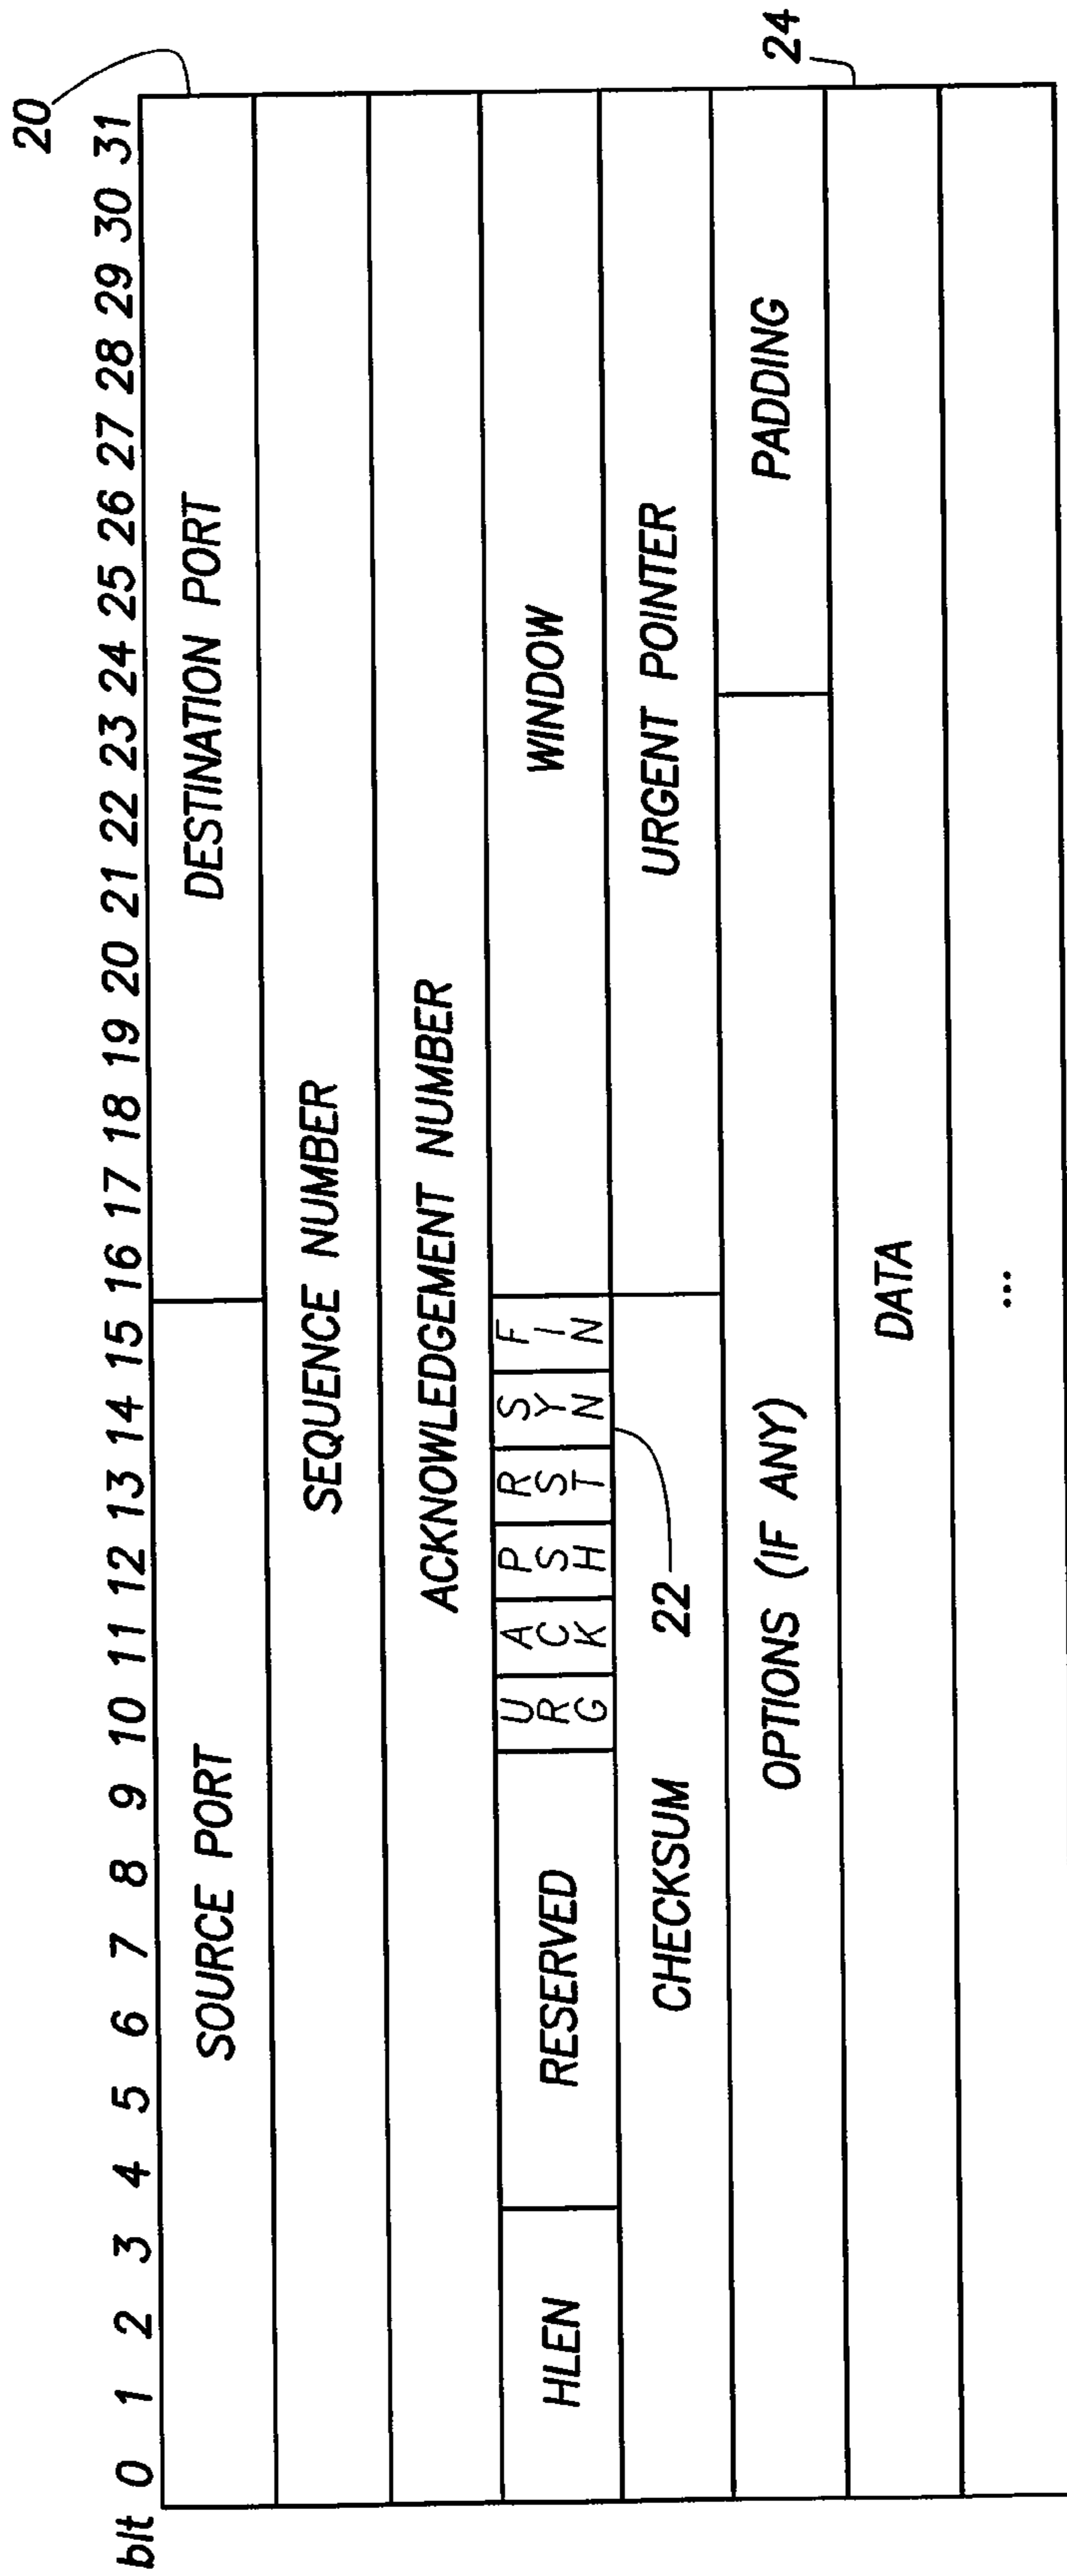 20
bit 0 1 2 3 4 5 6 7 8 9 10 11 12 13 14 15 16 17 18 19 20 21 22 23 24 25 26 27 28 29 30 31
SOURCE PORT DESTINATION PORT
SEQUENCE NUMBER
ACKNOWLEDGEMENT NUMBER
HLEN RESERVED URG ACK PSH RST SYN FIN WINDOW
CHECKSUM 22 URGENT POINTER
OPTIONS (IF ANY) PADDING
24
DATA
...